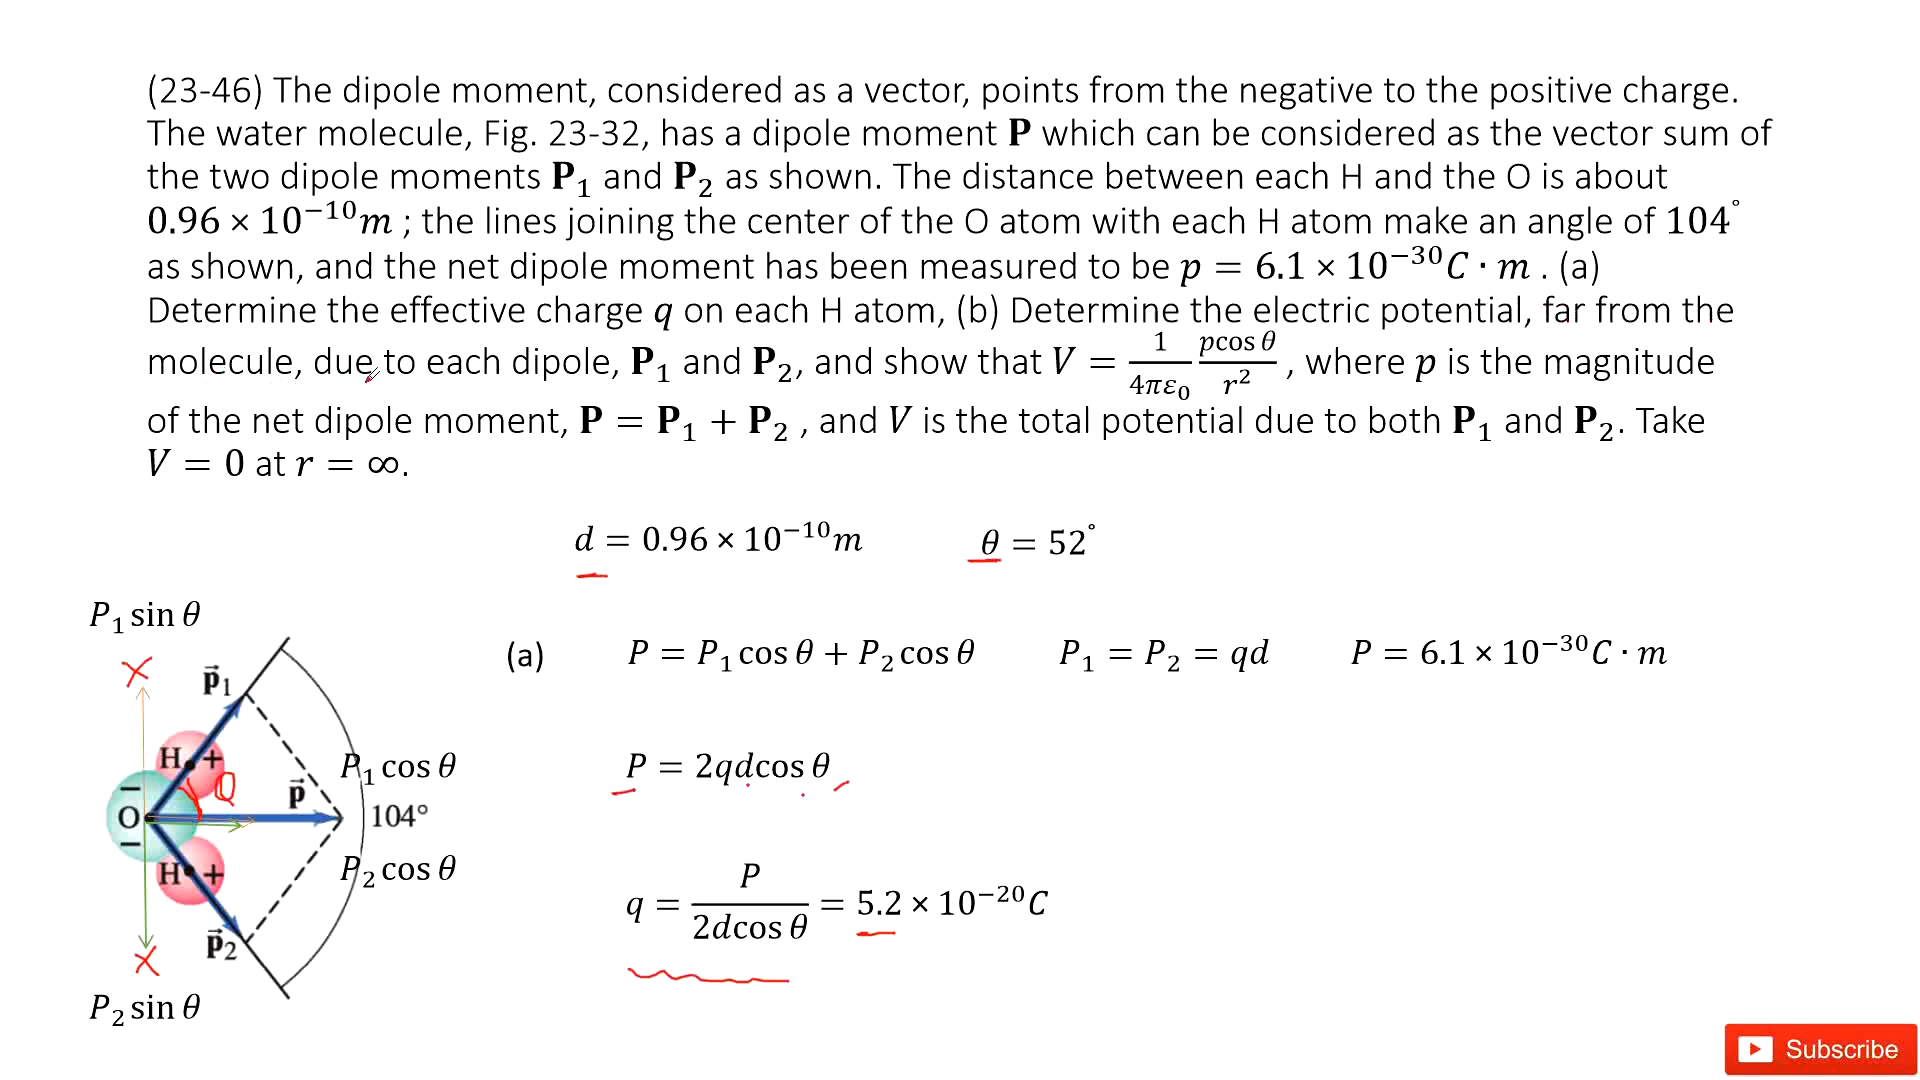 (23-46) The dipole moment, considered as a vector, points from the negative to the positive charge.
The water molecule, Fig. 23-32, has a dipole moment 𝐏 which can be considered as the vector sum of
the two dipole moments 𝐏₁ and 𝐏₂ as shown. The distance between each H and the O is about
0.96 × 10⁻¹⁰m ; the lines joining the center of the O atom with each H atom make an angle of 104°
as shown, and the net dipole moment has been measured to be p = 6.1 × 10⁻³⁰C · m . (a)
Determine the effective charge q on each H atom, (b) Determine the electric potential, far from the
molecule, due to each dipole, 𝐏₁ and 𝐏₂, and show that V = 1/(4πε₀) pcos θ/r² , where p is the magnitude
of the net dipole moment, 𝐏 = 𝐏₁ + 𝐏₂ , and V is the total potential due to both 𝐏₁ and 𝐏₂. Take
V = 0 at r = ∞.
d = 0.96 × 10⁻¹⁰m θ = 52°
P₁ sin θ
(a) P = P₁ cos θ + P₂ cos θ P₁ = P₂ = qd P = 6.1 × 10⁻³⁰C · m
p⃗₁
H +
P₁ cos θ
P = 2qdcos θ
p⃗
− O −
104°
H +
P₂ cos θ
q = P/(2dcos θ) = 5.2 × 10⁻²⁰C
p⃗₂
P₂ sin θ
Subscribe